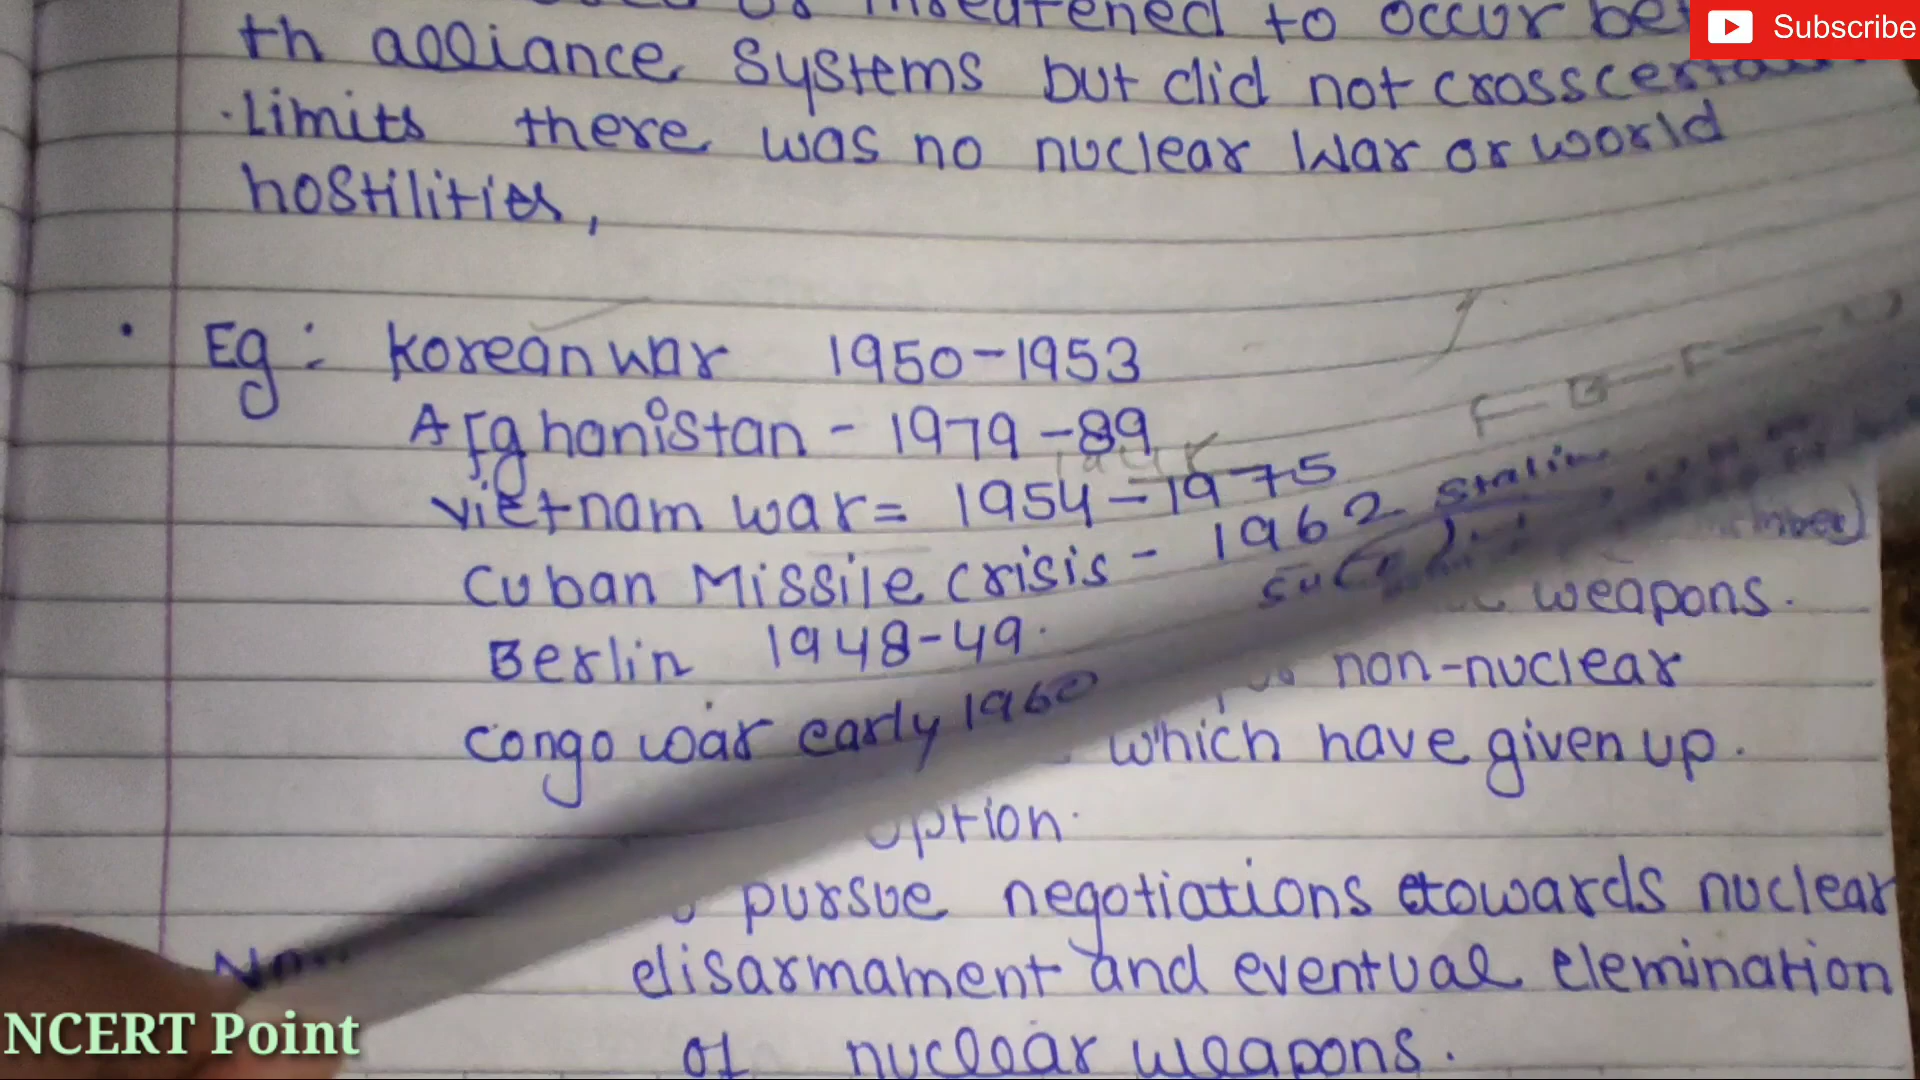 to occur
Subscribe
th alliance systems but did not cross certain
limits there was no nuclear war or world
hostilities,
Eg: Korean war 1950-1953
Afghanistan - 1979-89
Vietnam war = 1954-1975
Cuban Missile crisis - 1962 stalin
Berlin 1948-49.
Congo war early 1960
weapons.
non-nuclear
which have given up.
option.
pursue negotiations towards nuclear
disarmament and eventual elemination
of nuclear weapons.
NCERT Point